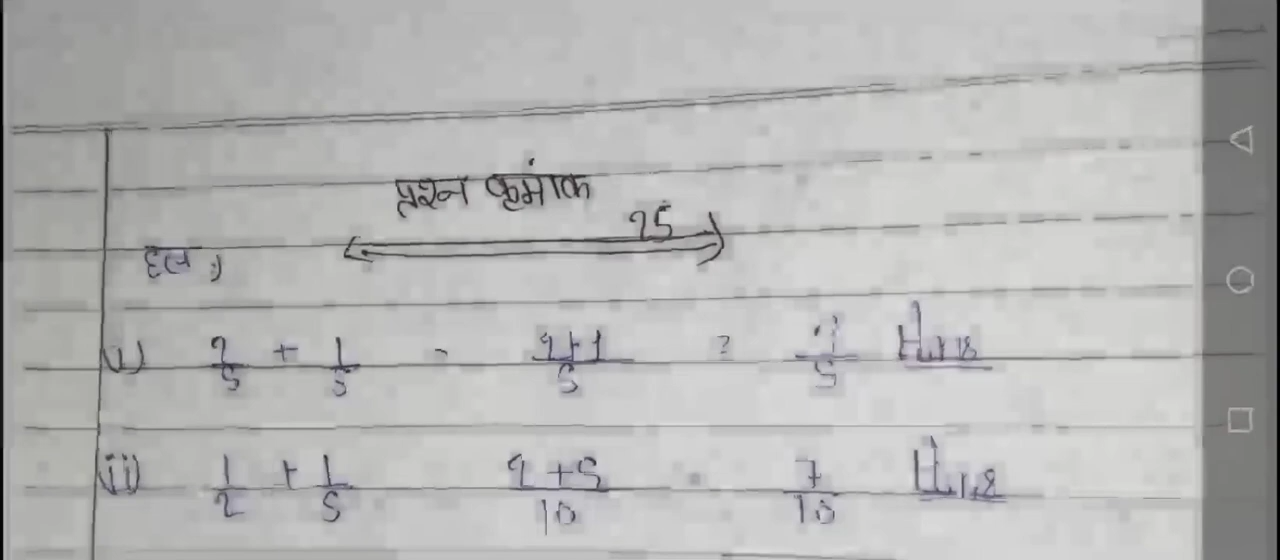 प्रश्न क्रमांक
25
हल,
(i) 2/5 + 1/5 = 2+1/5 = /5
(ii) 1/2 + 1/5 2+5/10 = 7/10